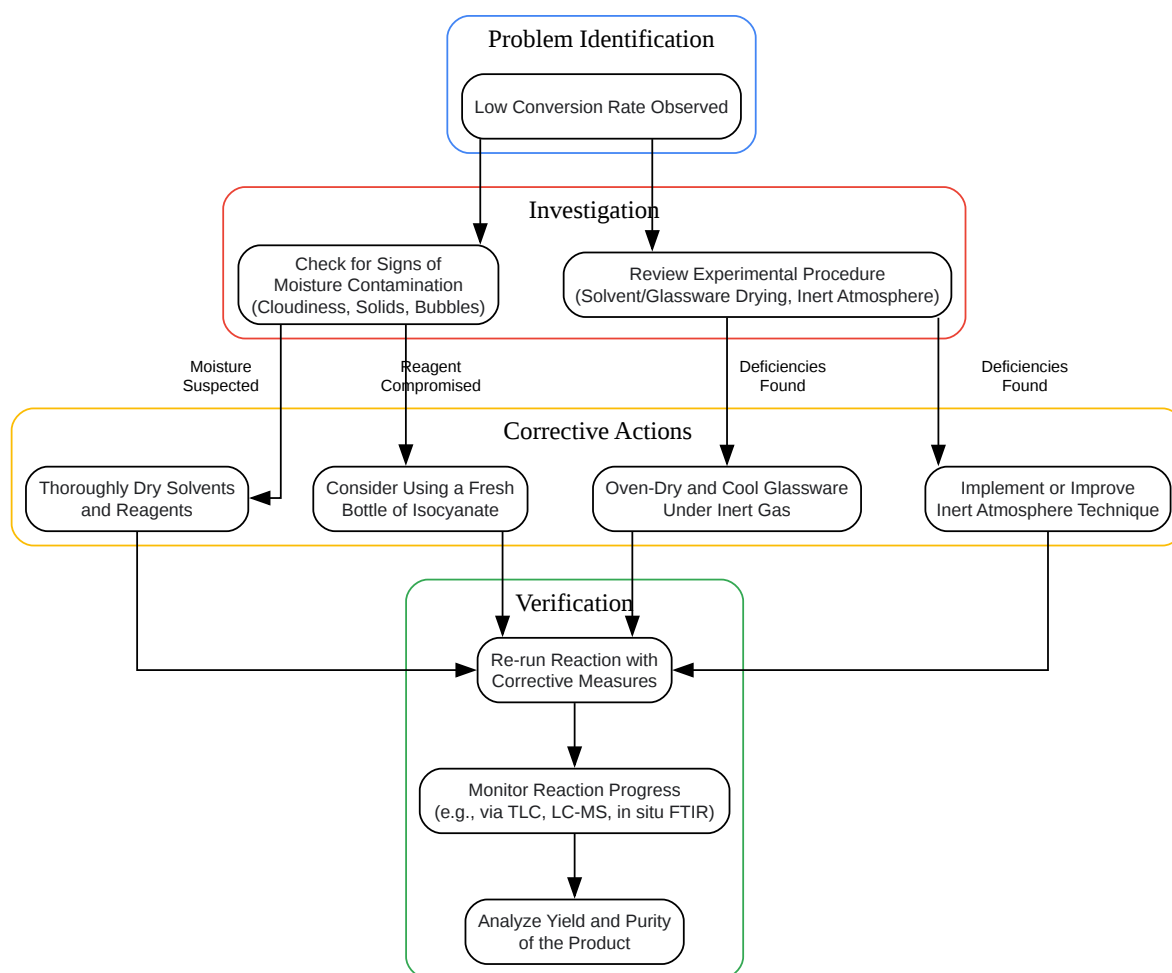 Problem Identification
Low Conversion Rate Observed
Investigation
Check for Signs of
Moisture Contamination
(Cloudiness, Solids, Bubbles)
Review Experimental Procedure
(Solvent/Glassware Drying, Inert Atmosphere)
Moisture
Suspected
Reagent
Compromised
Deficiencies
Found
Deficiencies
Found
Corrective Actions
Thoroughly Dry Solvents
and Reagents
Consider Using a Fresh
Bottle of Isocyanate
Oven-Dry and Cool Glassware
Under Inert Gas
Implement or Improve
Inert Atmosphere Technique
Verification
Re-run Reaction with
Corrective Measures
Monitor Reaction Progress
(e.g., via TLC, LC-MS, in situ FTIR)
Analyze Yield and Purity
of the Product